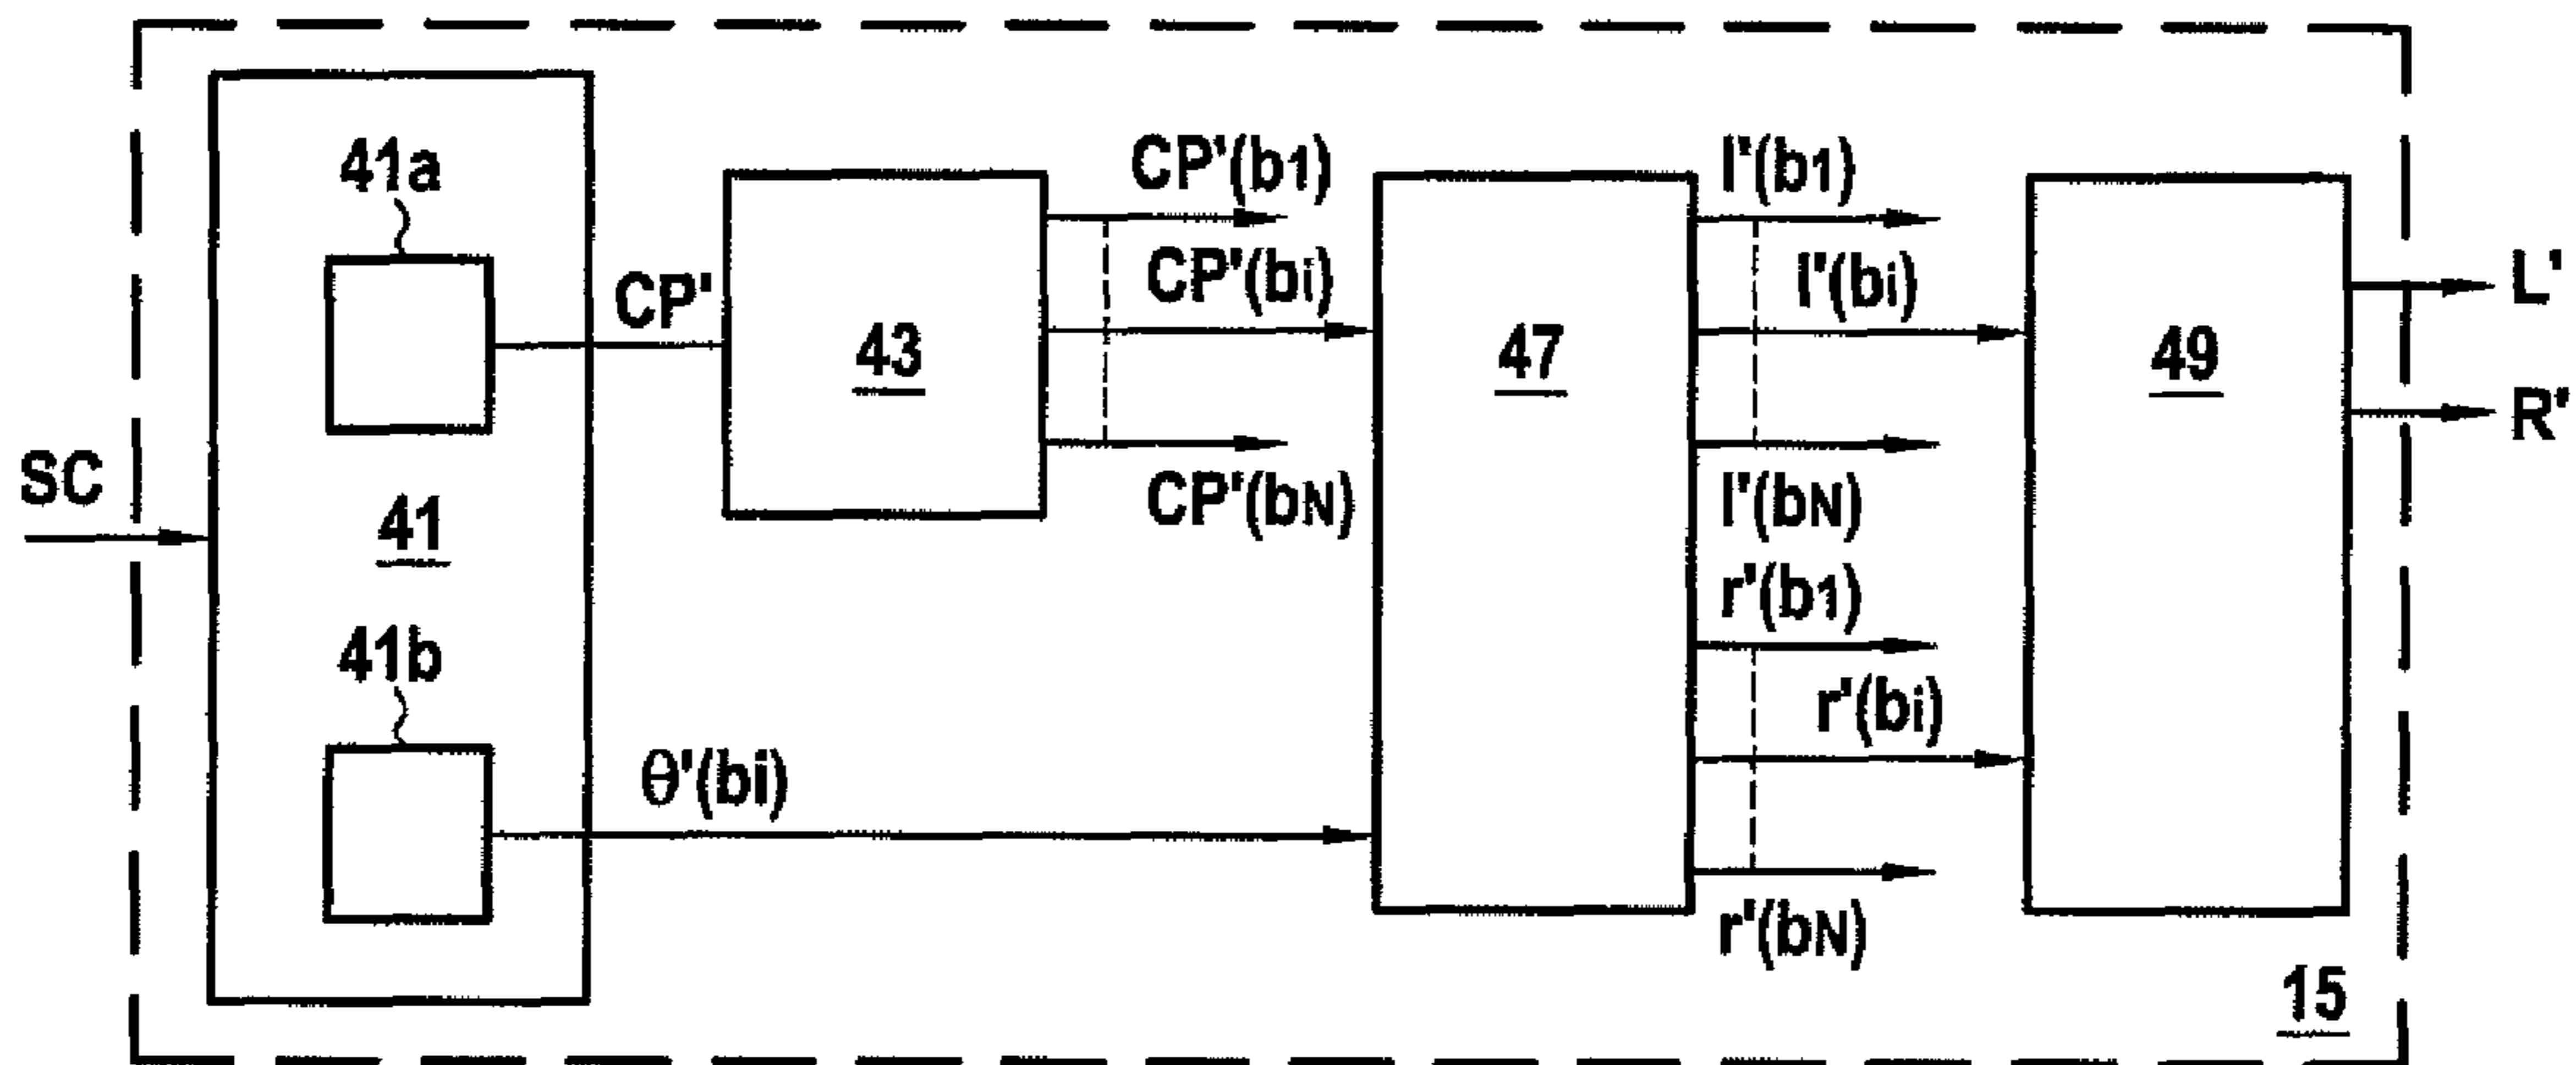 SC
41a
41
41b
CP'
θ'(bi)
43
CP'(b1)
CP'(bi)
CP'(bN)
47
l'(b1)
l'(bi)
l'(bN)
r'(b1)
r'(bi)
r'(bN)
49
L'
R'
15